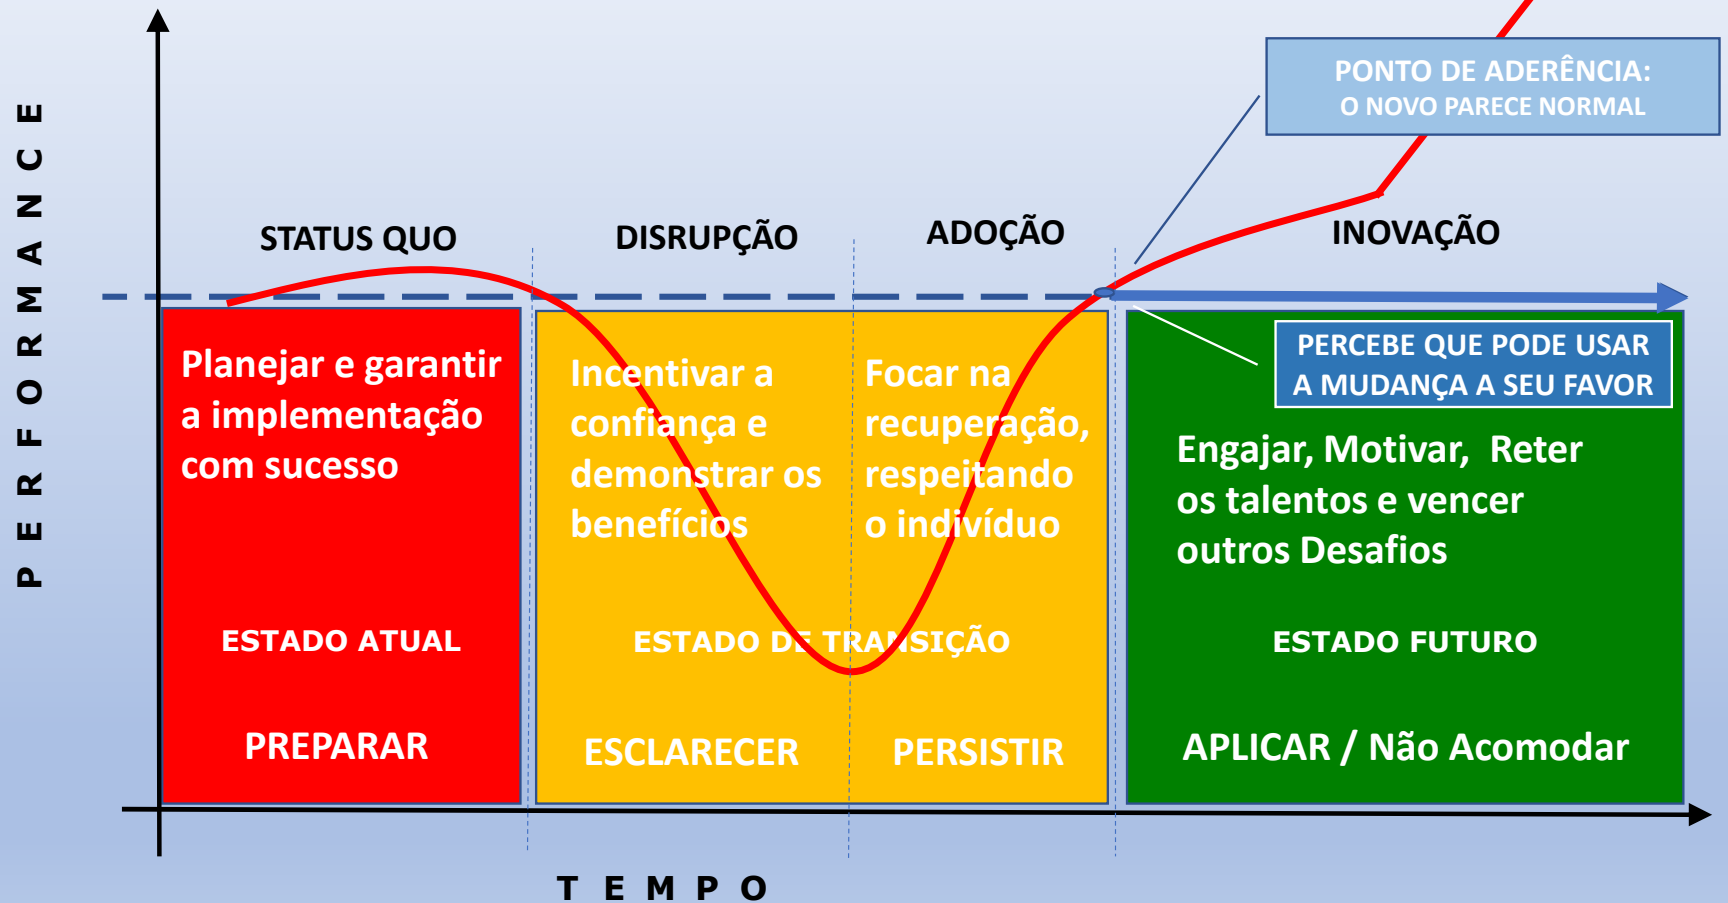 PONTO DE ADERÊNCIA:
O NOVO PARECE NORMAL
PERFORMANCE
STATUS QUO
DISRUPÇÃO
ADOÇÃO
INOVAÇÃO
Planejar e garantir
a implementação
com sucesso
ESTADO ATUAL
PREPARAR
Incentivar a
confiança e
demonstrar os
benefícios
Focar na
recuperação,
respeitando
o indivíduo
ESTADO DE TRANSIÇÃO
ESCLARECER
PERSISTIR
PERCEBE QUE PODE USAR
A MUDANÇA A SEU FAVOR
Engajar, Motivar,  Reter
os talentos e vencer
outros Desafios
ESTADO FUTURO
APLICAR / Não Acomodar
TEMPO